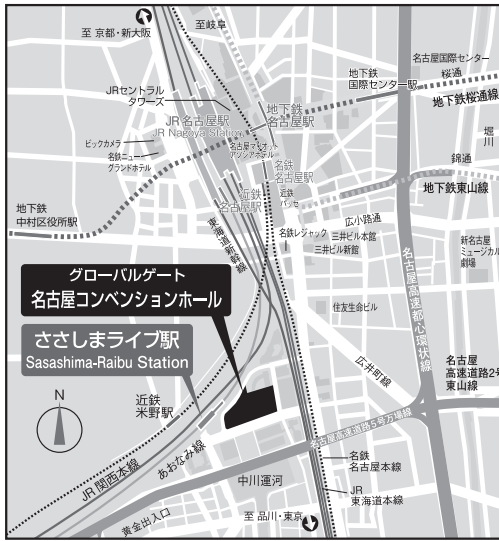 至 京都・新大阪
至岐阜
名古屋国際センター
桜通
地下鉄
国際センター駅
地下鉄桜通線
JRセントラル
タワーズ
地下鉄
名古屋駅
JR名古屋駅
JR Nagoya Station
名古屋マリオット
アソシアホテル
ビックカメラ
名鉄ニュー
グランドホテル
堀川
錦通
地下鉄東山線
名鉄
名古屋駅
近鉄
名古屋駅
近鉄
パッセ
地下鉄
中村区役所駅
東海道新幹線
広小路通
名鉄レジャック
三井ビル本館
三井ビル新館
新名古屋
ミュージカル
劇場
名古屋高速都心環状線
グローバルゲート
名古屋コンベンションホール
住友生命ビル
ささしまライブ駅
Sasashima-Raibu Station
広井町線
名古屋
高速道路2号
東山線
N
近鉄
米野駅
名古屋高速道路5号万場線
あおなみ線
JR関西本線
中川運河
名鉄
名古屋本線
JR
東海道本線
黄金出入口
至 品川・東京